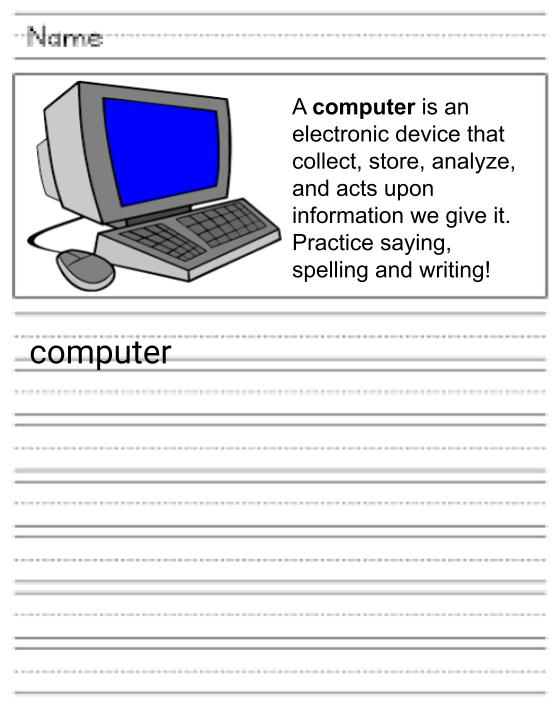 Name
A computer is an
electronic device that
collect, store, analyze,
and acts upon
information we give it.
Practice saying,
spelling and writing!
computer